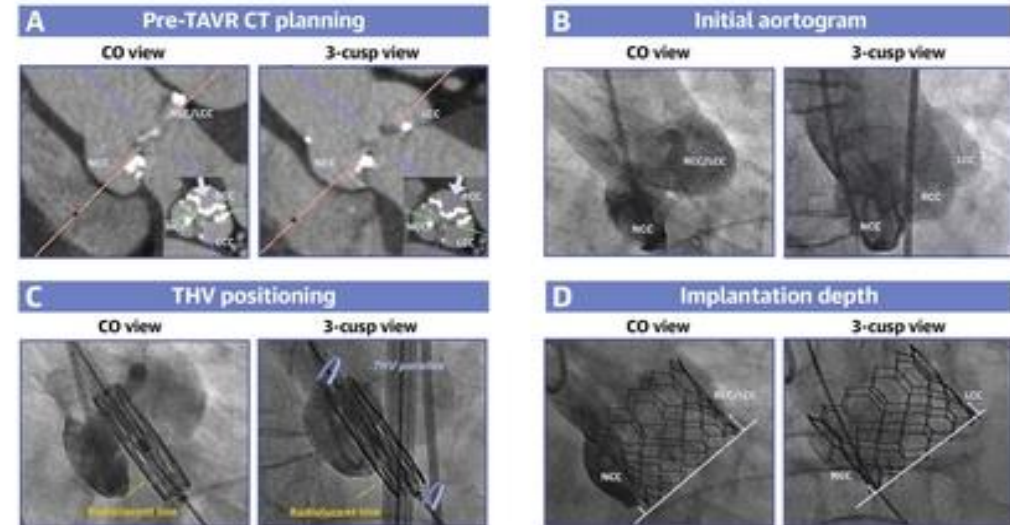 A Pre-TAVR CT planning
CO view 3-cusp view
RCC/LCC
NCC
LCC
NCC
LCC
RCC
LCC
B Initial aortogram
CO view 3-cusp view
RCC/LCC
NCC
LCC
RCC
NCC
C THV positioning
CO view 3-cusp view
THV parallax
Radiolucent line
Radiolucent line
D Implantation depth
CO view 3-cusp view
RCC/LCC
NCC
LCC
NCC